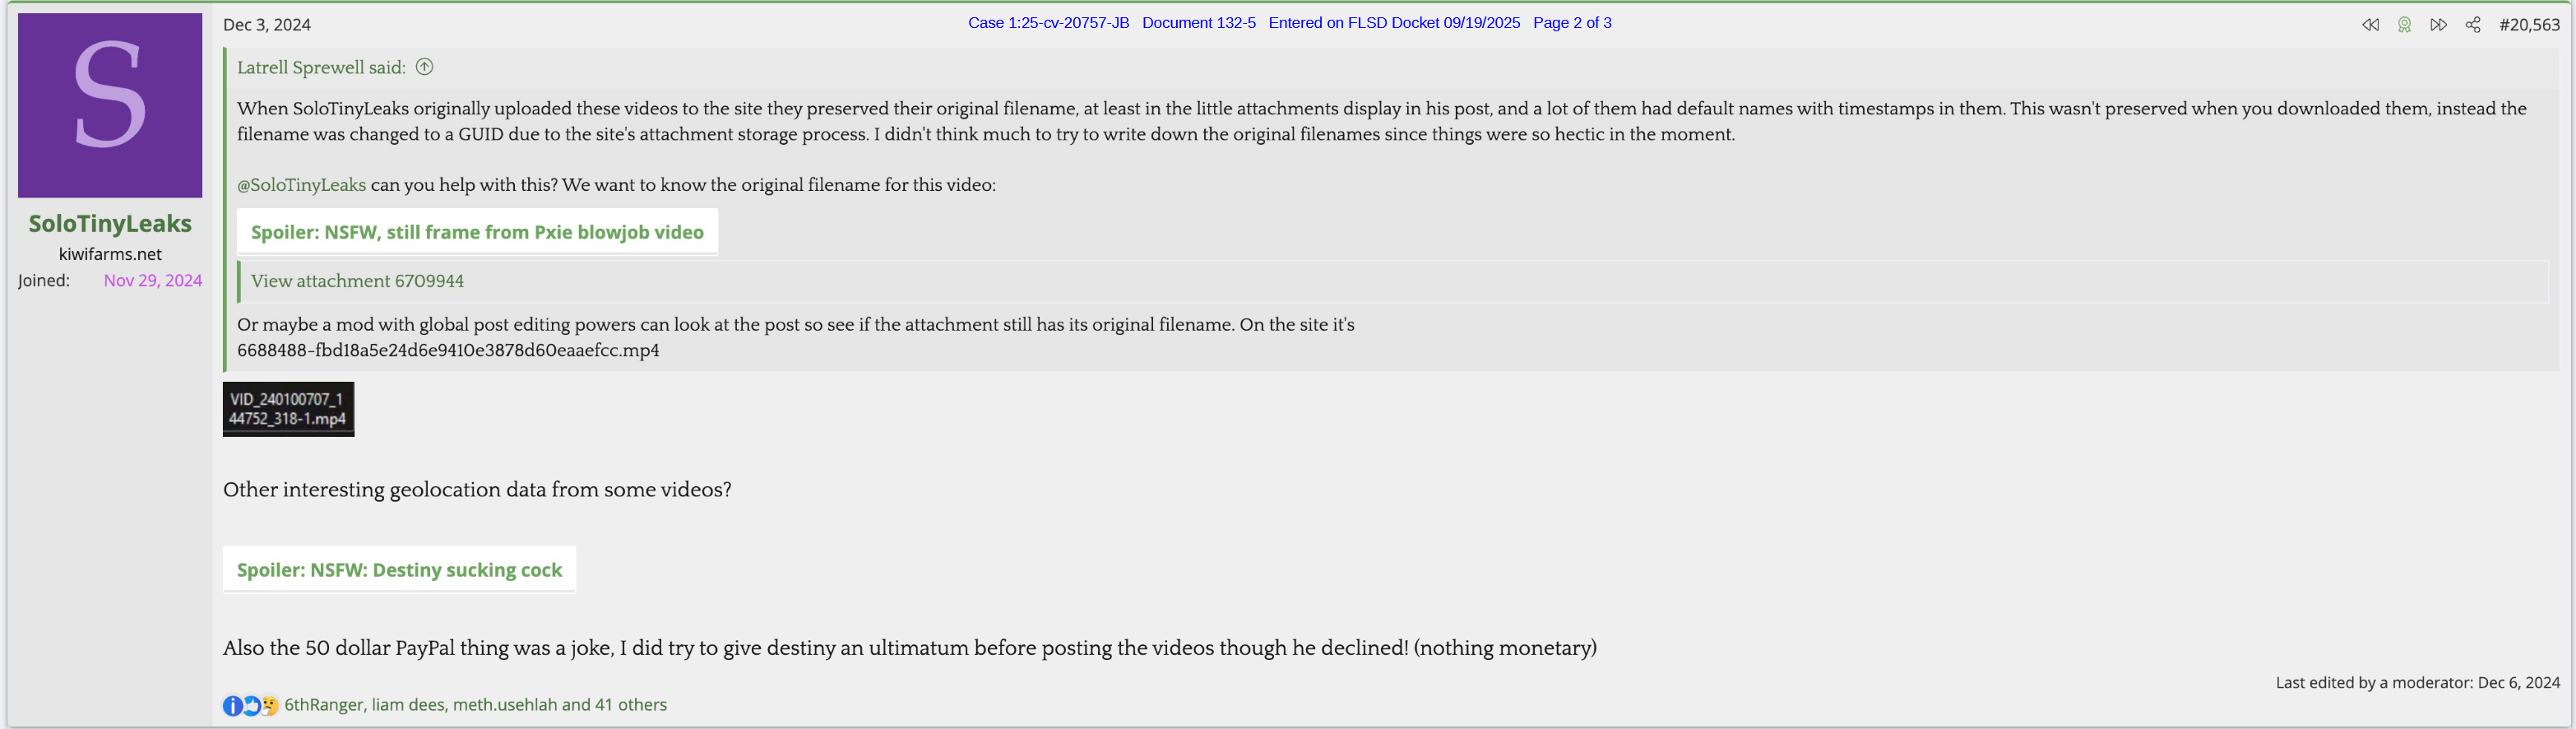 Case 1:25-cv-20757-JB Document 132-5 Entered on FLSD Docket 09/19/2025 Page 2 of 3
S
SoloTinyLeaks
kiwifarms.net
Joined: Nov 29, 2024
Dec 3, 2024
#20,563
Latrell Sprewell said:
When SoloTinyLeaks originally uploaded these videos to the site they preserved their original filename, at least in the little attachments display in his post, and a lot of them had default names with timestamps in them. This wasn't preserved when you downloaded them, instead the
filename was changed to a GUID due to the site's attachment storage process. I didn't think much to try to write down the original filenames since things were so hectic in the moment.
@SoloTinyLeaks can you help with this? We want to know the original filename for this video:
Spoiler: NSFW, still frame from Pxie blowjob video
View attachment 6709944
Or maybe a mod with global post editing powers can look at the post so see if the attachment still has its original filename. On the site it's
6688488-fbd18a5e24d6e9410e3878d60eaaefcc.mp4
VID_240100707_1
44752_318-1.mp4
Other interesting geolocation data from some videos?
Spoiler: NSFW: Destiny sucking cock
Also the 50 dollar PayPal thing was a joke, I did try to give destiny an ultimatum before posting the videos though he declined! (nothing monetary)
Last edited by a moderator: Dec 6, 2024
6thRanger, liam dees, meth.usehlah and 41 others